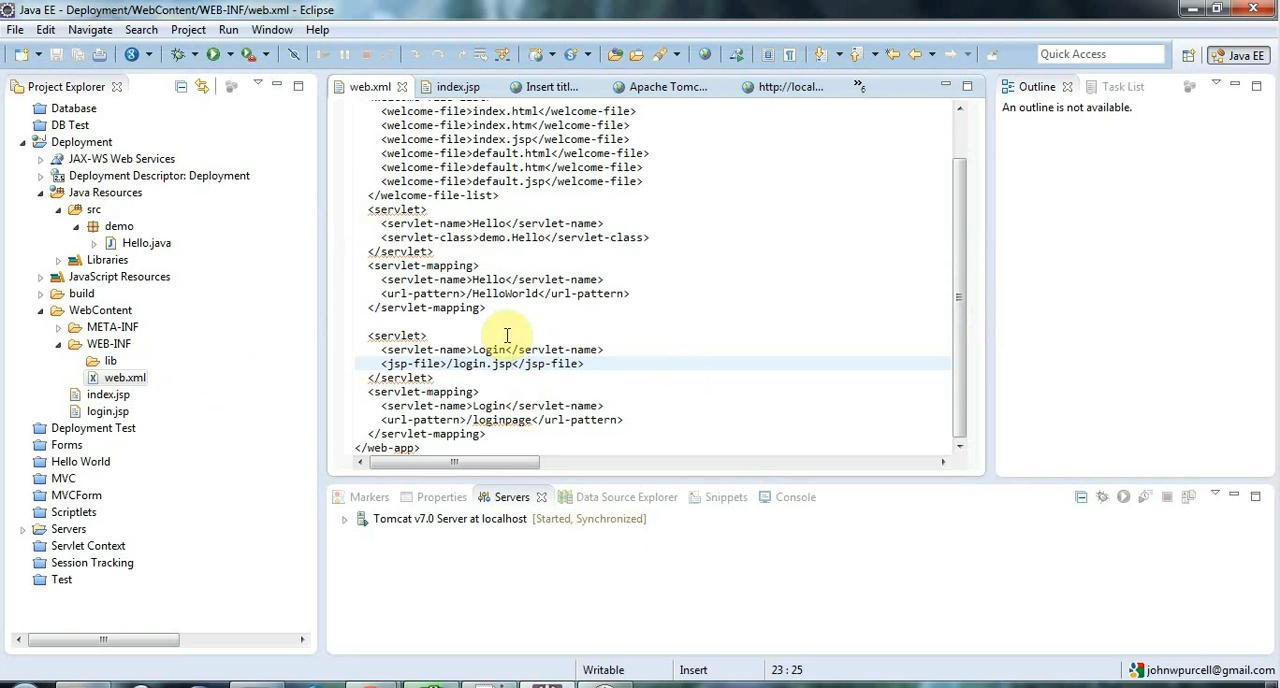 Java EE - Deployment/WebContent/WEB-INF/web.xml - Eclipse
File Edit Navigate Search Project Run Window Help
Quick Access
Java EE
Project Explorer
Database
DB Test
Deployment
JAX-WS Web Services
Deployment Descriptor: Deployment
Java Resources
src
demo
Hello.java
Libraries
JavaScript Resources
build
WebContent
META-INF
WEB-INF
lib
web.xml
index.jsp
login.jsp
Deployment Test
Forms
Hello World
MVC
MVCForm
Scriptlets
Servers
Servlet Context
Session Tracking
Test
web.xml index.jsp Insert titl... Apache Tomc... http://local... »6
<welcome-file>index.html</welcome-file>
<welcome-file>index.htm</welcome-file>
<welcome-file>index.jsp</welcome-file>
<welcome-file>default.html</welcome-file>
<welcome-file>default.htm</welcome-file>
<welcome-file>default.jsp</welcome-file>
</welcome-file-list>
<servlet>
<servlet-name>Hello</servlet-name>
<servlet-class>demo.Hello</servlet-class>
</servlet>
<servlet-mapping>
<servlet-name>Hello</servlet-name>
<url-pattern>/HelloWorld</url-pattern>
</servlet-mapping>
<servlet>
<servlet-name>Login</servlet-name>
<jsp-file>/login.jsp</jsp-file>
</servlet>
<servlet-mapping>
<servlet-name>Login</servlet-name>
<url-pattern>/loginpage</url-pattern>
</servlet-mapping>
</web-app>
Outline Task List
An outline is not available.
Markers Properties Servers Data Source Explorer Snippets Console
Tomcat v7.0 Server at localhost [Started, Synchronized]
Writable Insert 23 : 25 johnwpurcell@gmail.com